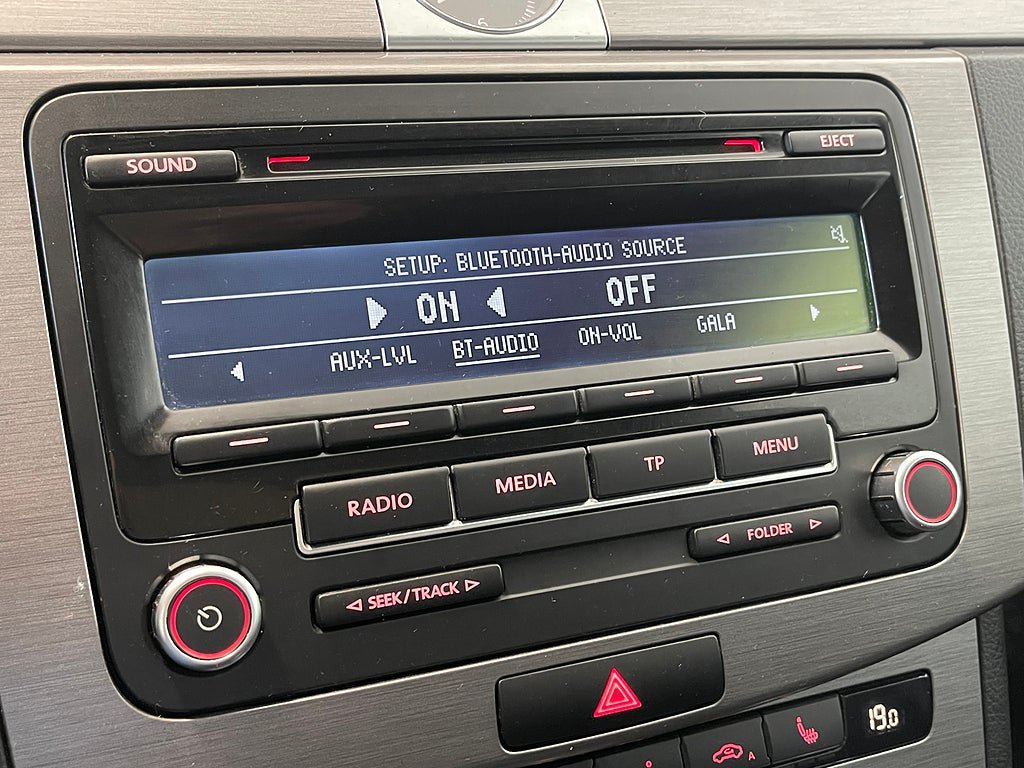 6
SOUND
EJECT
SETUP: BLUETOOTH-AUDIO SOURCE
ON OFF
AUX-LVL BT-AUDIO ON-VOL GALA
RADIO MEDIA TP MENU
SEEK/TRACK FOLDER
A
19.0